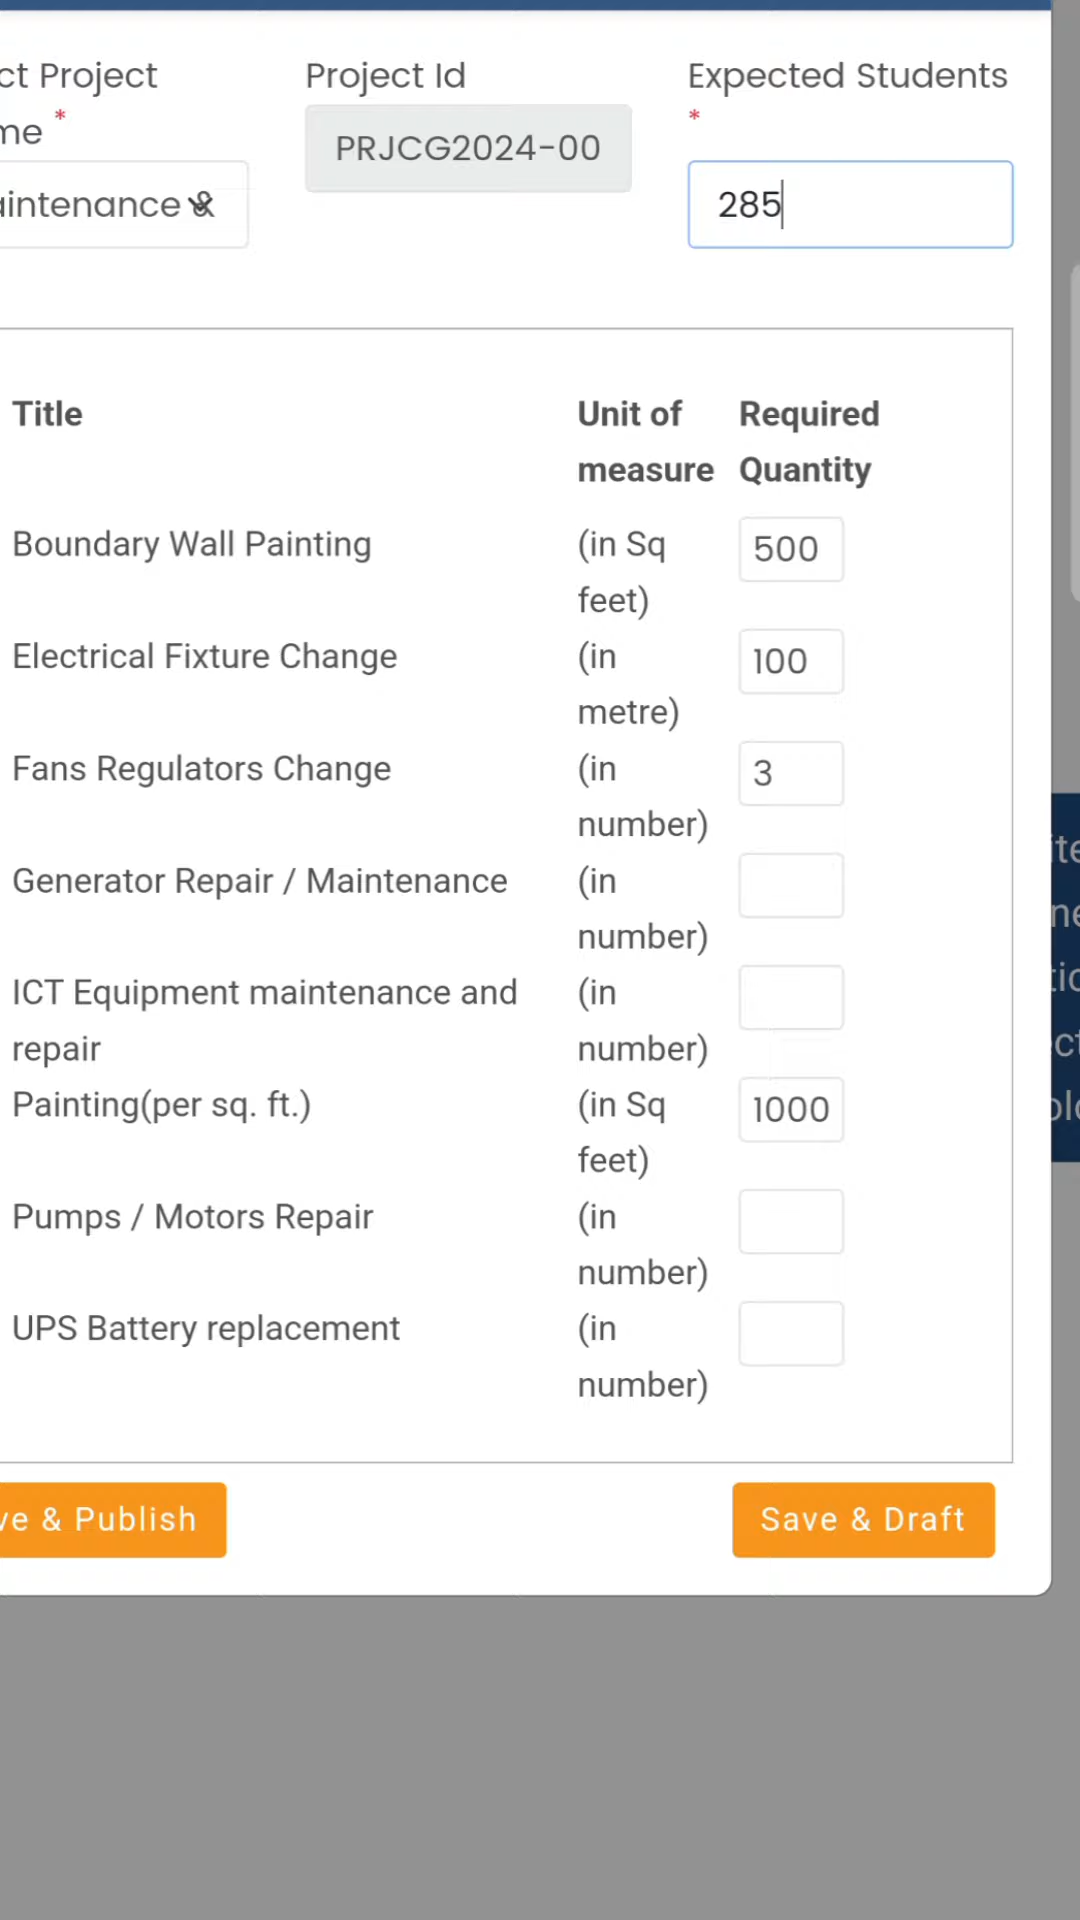 ct Project
me *
Project Id
Expected Students
*
aintenance &
PRJCG2024-00
285
Title
Unit of
measure
Required
Quantity
Boundary Wall Painting
(in Sq
feet)
500
Electrical Fixture Change
(in
metre)
100
Fans Regulators Change
(in
number)
3
Generator Repair / Maintenance
(in
number)
ICT Equipment maintenance and
repair
(in
number)
Painting(per sq. ft.)
(in Sq
feet)
1000
Pumps / Motors Repair
(in
number)
UPS Battery replacement
(in
number)
ve & Publish
Save & Draft